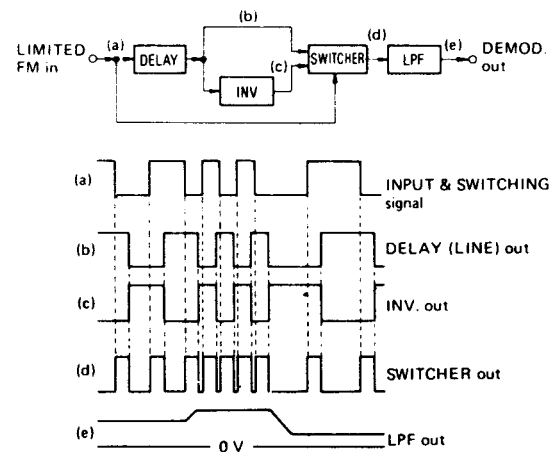 (b)
LIMITED
FM in
(a)
DELAY
(c)
INV
SWITCHER
(d)
LPF
(e)
DEMOD.
out
(a)
INPUT & SWITCHING
signal
(b)
DELAY (LINE) out
(c)
INV. out
(d)
SWITCHER out
(e)
0 V
LPF out